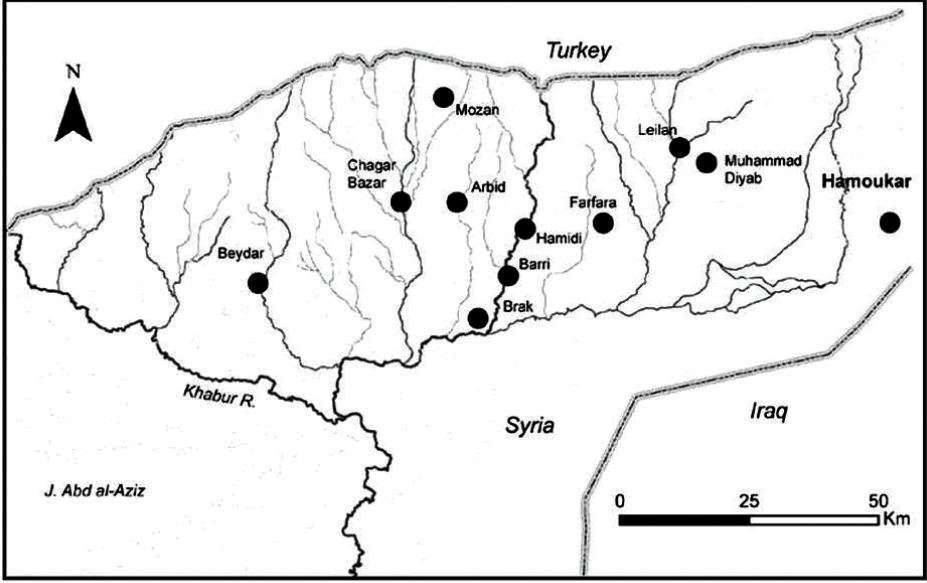 Turkey
N
Mozan
Leilan
Muhammad
Diyab
Chagar
Bazar
Arbid
Hamoukar
Farfara
Hamidi
Beydar
Barri
Brak
Khabur R.
Syria
Iraq
J. Abd al-Aziz
0 25 50
Km